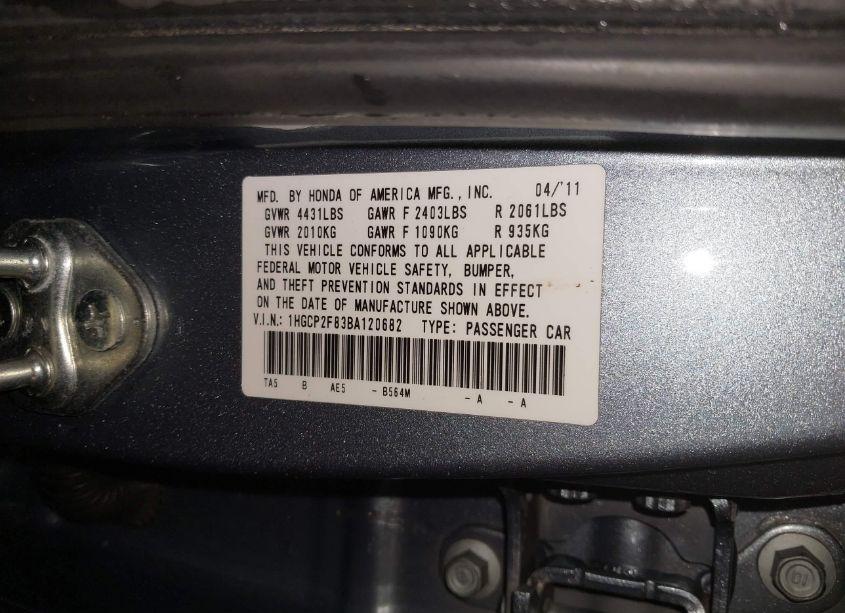 MFD. BY HONDA OF AMERICA MFG., INC. 04/'11
GVWR 4431LBS GAWR F 2403LBS R 2061LBS
GVWR 2010KG GAWR F 1090KG R 935KG
THIS VEHICLE CONFORMS TO ALL APPLICABLE
FEDERAL MOTOR VEHICLE SAFETY, BUMPER,
AND THEFT PREVENTION STANDARDS IN EFFECT
ON THE DATE OF MANUFACTURE SHOWN ABOVE.
V.I.N.: 1HGCP2F83BA120682 TYPE: PASSENGER CAR
TA5 B AE5 - B564M - A - A